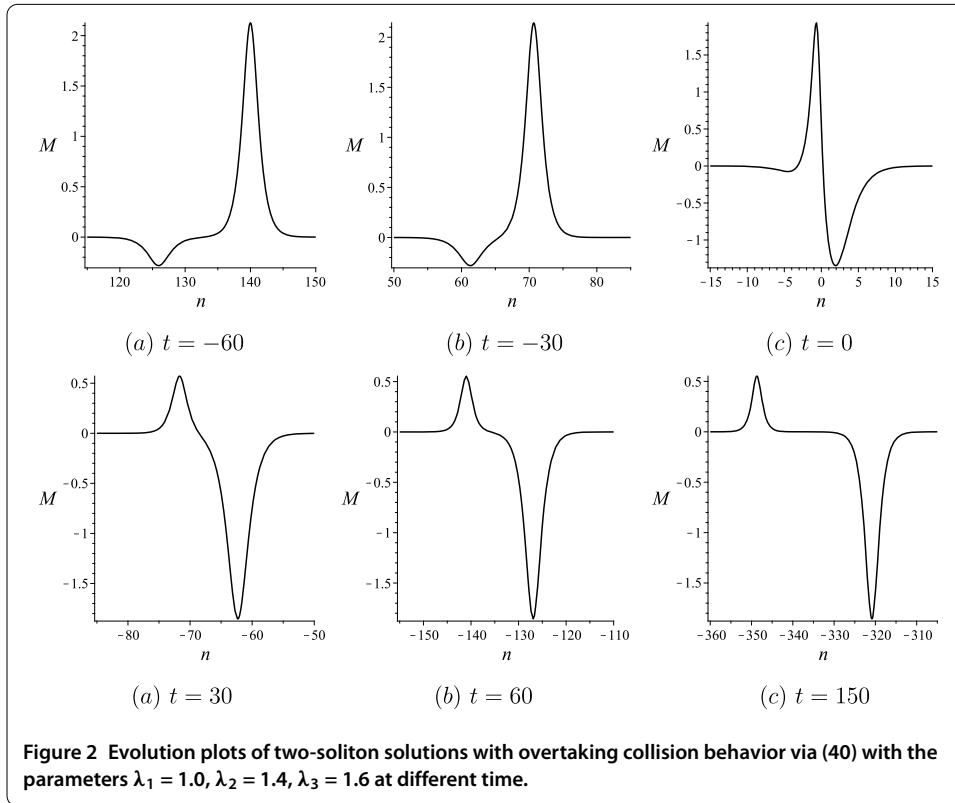 2
1.5
M
1
0.5
0
120 130 140 150
n
(a) t = −60
2
1.5
M
1
0.5
0
50 60 70 80
n
(b) t = −30
1.5
1
M
0.5
0
−0.5
−1
−15 −10 −5 0 5 10 15
n
(c) t = 0
0.5
0
−0.5
M
−1
−1.5
−80 −70 −60 −50
n
(a) t = 30
0.5
0
−0.5
M
−1
−1.5
−150 −140 −130 −120 −110
n
(b) t = 60
0.5
0
−0.5
M
−1
−1.5
−360 −350 −340 −330 −320 −310
n
(c) t = 150
Figure 2 Evolution plots of two-soliton solutions with overtaking collision behavior via (40) with the
parameters λ1 = 1.0, λ2 = 1.4, λ3 = 1.6 at different time.